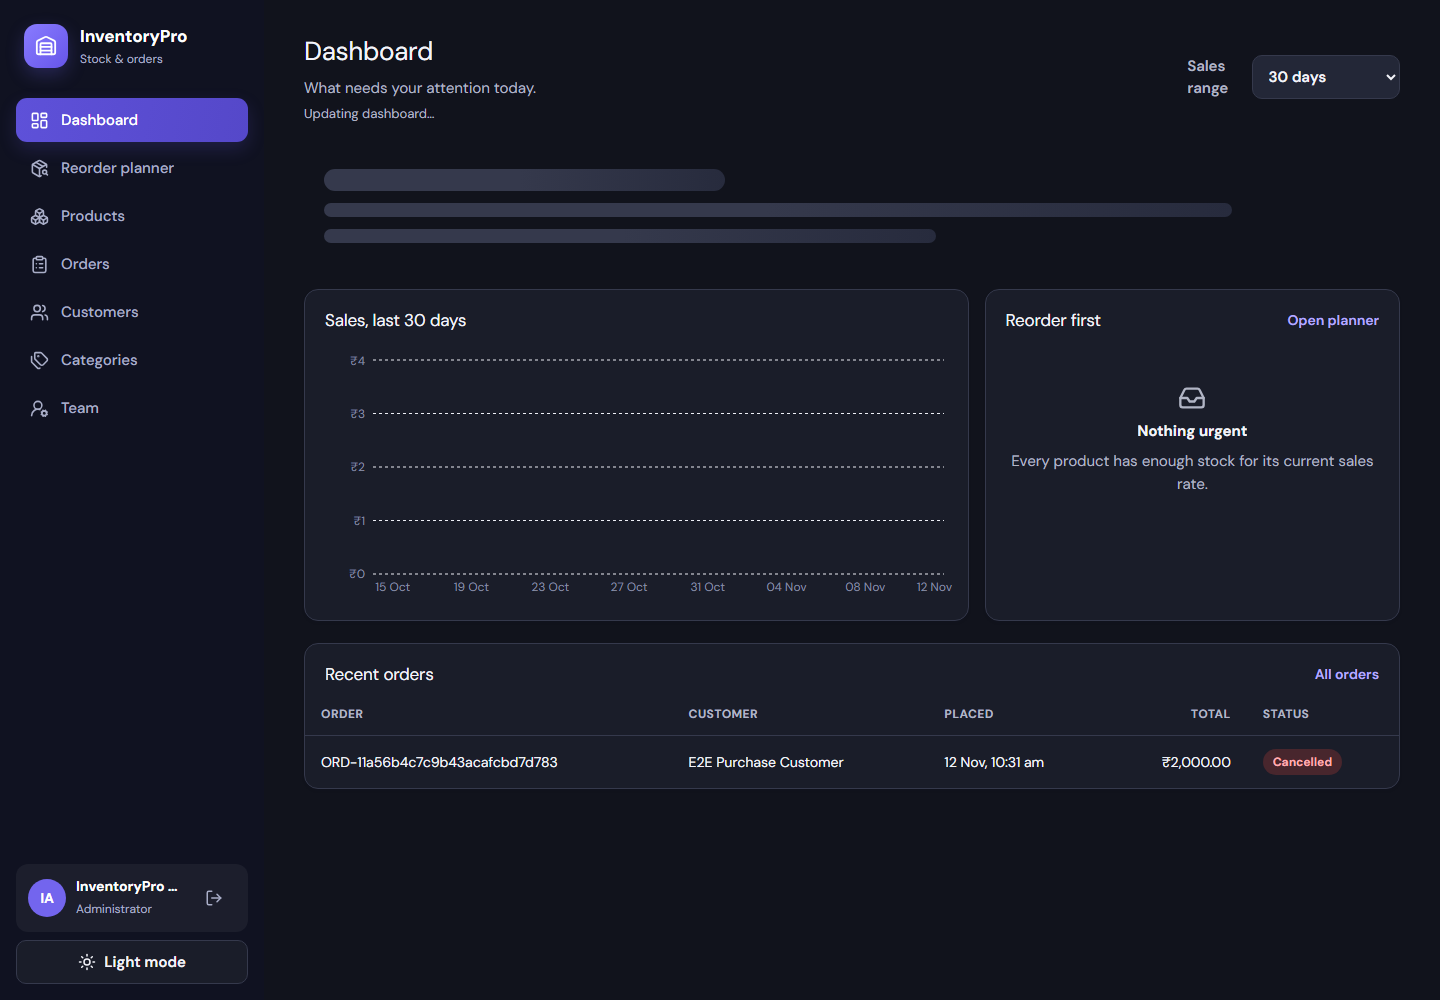 InventoryPro
Stock & orders
Dashboard
Reorder planner
Products
Orders
Customers
Categories
Team
IA
InventoryPro ...
Administrator
Light mode
Dashboard
What needs your attention today.
Updating dashboard...
Sales
range
30 days
Sales, last 30 days
₹4
₹3
₹2
₹1
₹0
15 Oct 19 Oct 23 Oct 27 Oct 31 Oct 04 Nov 08 Nov 12 Nov
Reorder first Open planner
Nothing urgent
Every product has enough stock for its current sales
rate.
Recent orders All orders
ORDER CUSTOMER PLACED TOTAL STATUS
ORD-11a56b4c7c9b43acafcbd7d783 E2E Purchase Customer 12 Nov, 10:31 am ₹2,000.00 Cancelled